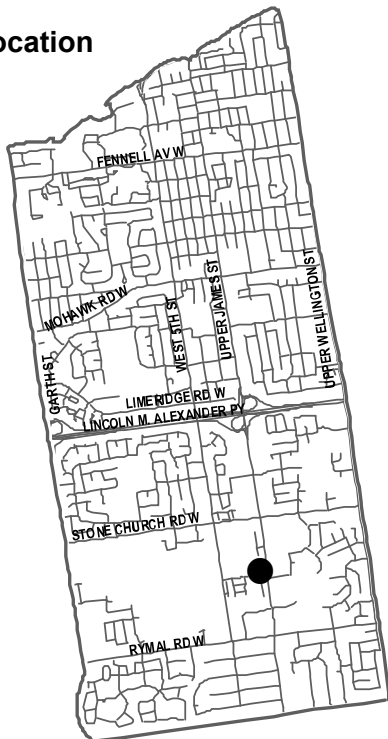 ocation
FENNELL AV W
MOHAWK RD W
WEST 5TH ST
UPPER JAMES ST
UPPER WELLINGTON ST
GARTH ST
LIMERIDGE RD W
LINCOLN M. ALEXANDER PY
STONE CHURCH RD W
RYMAL RD W